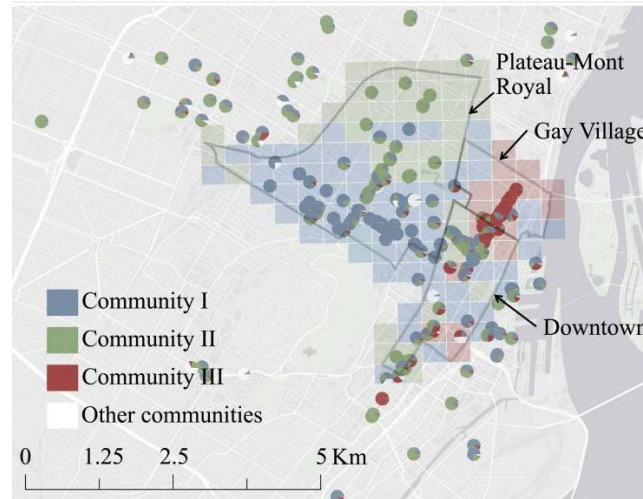 Plateau-Mont
Royal
Gay Village
Downtown
Community I
Community II
Community III
Other communities
0 1.25 2.5 5 Km